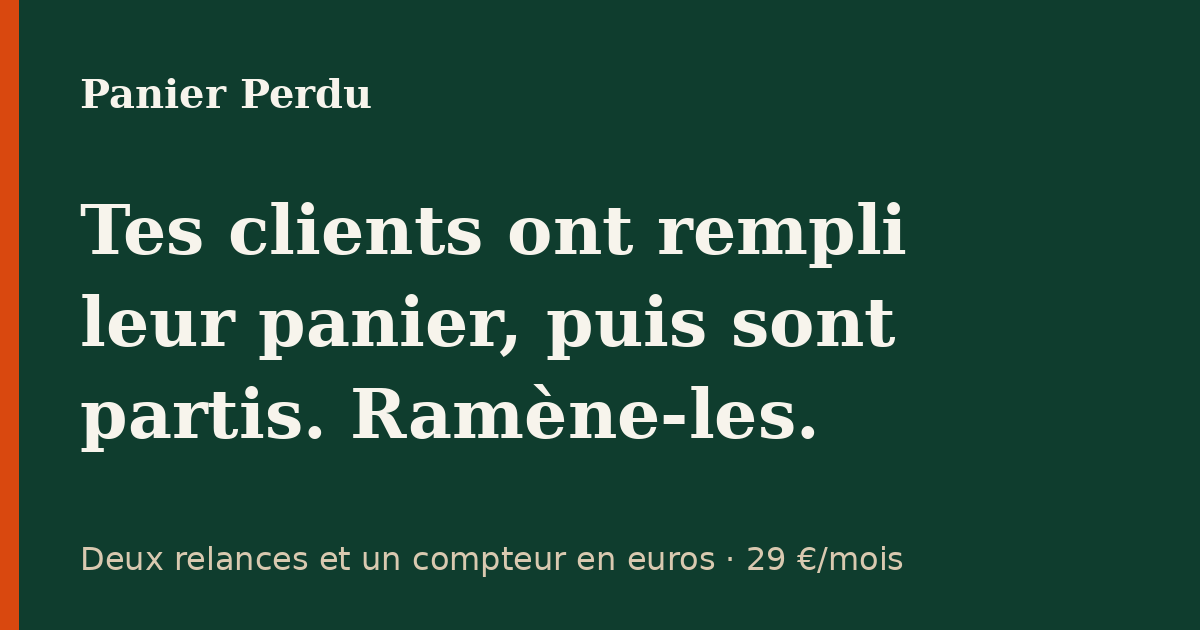 Panier Perdu
Tes clients ont rempli
leur panier, puis sont
partis. Ramène-les.
Deux relances et un compteur en euros · 29 €/mois